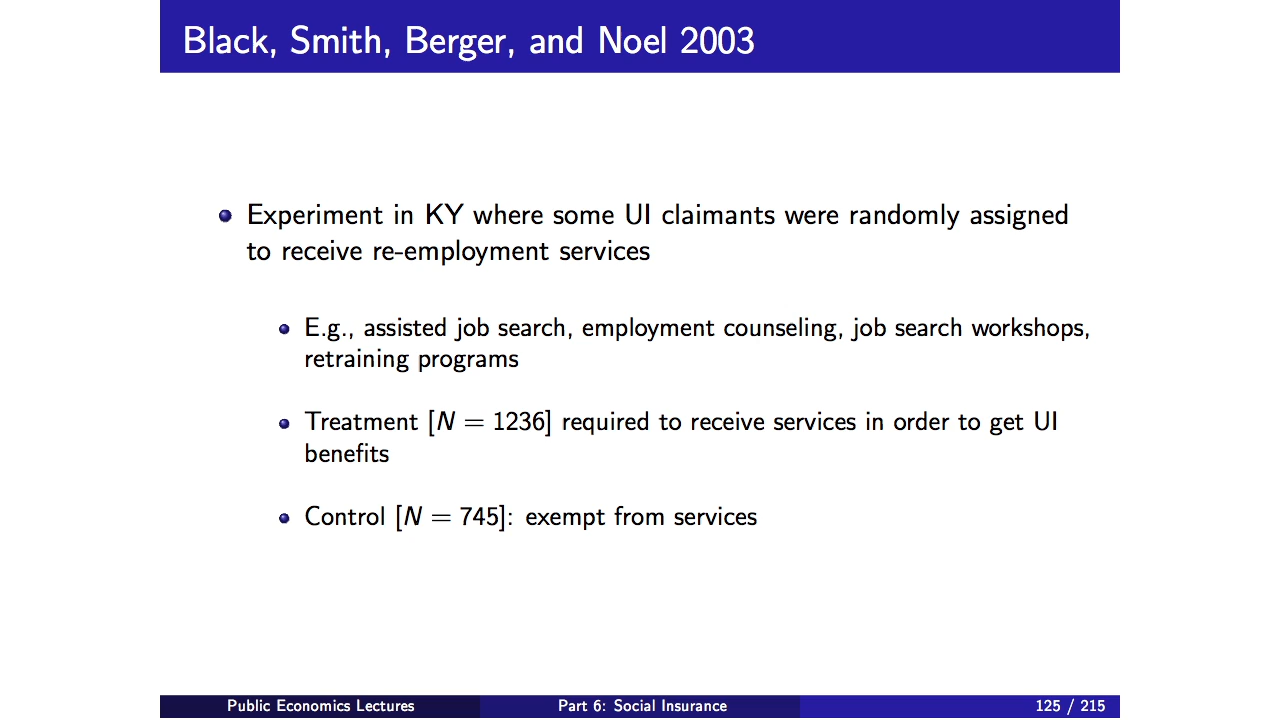 Black, Smith, Berger, and Noel 2003
Experiment in KY where some UI claimants were randomly assigned
to receive re-employment services
E.g., assisted job search, employment counseling, job search workshops,
retraining programs
Treatment [N = 1236] required to receive services in order to get UI
benefits
Control [N = 745]: exempt from services
Public Economics Lectures
Part 6: Social Insurance
125 / 215